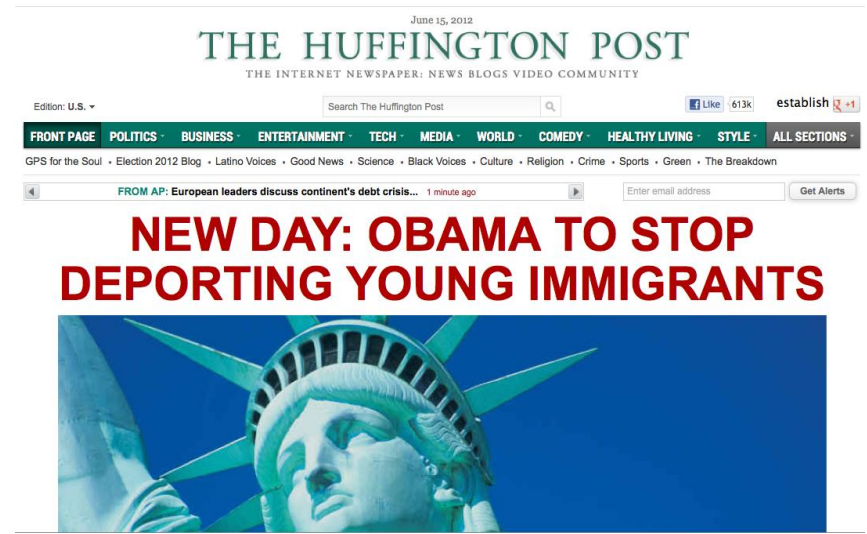 June 15, 2012
THE HUFFINGTON POST
THE INTERNET NEWSPAPER: NEWS BLOGS VIDEO COMMUNITY
Edition: U.S.
Search The Huffington Post
Like 613k
establish +1
FRONT PAGE POLITICS BUSINESS ENTERTAINMENT TECH MEDIA WORLD COMEDY HEALTHY LIVING STYLE ALL SECTIONS
GPS for the Soul • Election 2012 Blog • Latino Voices • Good News • Science • Black Voices • Culture • Religion • Crime • Sports • Green • The Breakdown
FROM AP: European leaders discuss continent's debt crisis... 1 minute ago
Enter email address
Get Alerts
NEW DAY: OBAMA TO STOP
DEPORTING YOUNG IMMIGRANTS